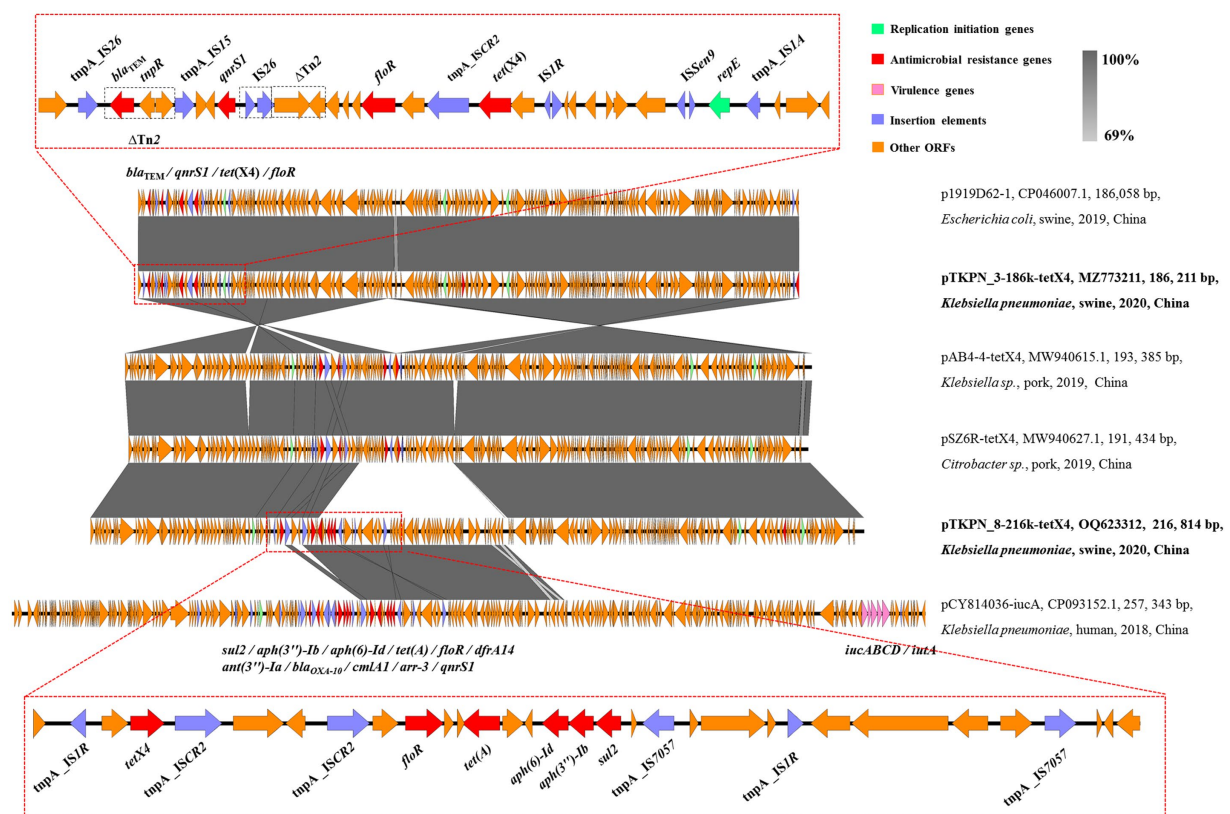 tnpA_IS26
bla_TEM
tnpR
tnpA_IS15
qnrS1
IS26
ΔTn2
floR
tnpA_ISCR2
tet(X4)
IS1R
ISSen9
repE
tnpA_IS1A
ΔTn2
Replication initiation genes
Antimicrobial resistance genes
Virulence genes
Insertion elements
Other ORFs
100%
69%
bla_TEM / qnrS1 / tet(X4) / floR
p1919D62-1, CP046007.1, 186,058 bp,
Escherichia coli, swine, 2019, China
pTKPN_3-186k-tetX4, MZ773211, 186, 211 bp,
Klebsiella pneumoniae, swine, 2020, China
pAB4-4-tetX4, MW940615.1, 193, 385 bp,
Klebsiella sp., pork, 2019, China
pSZ6R-tetX4, MW940627.1, 191, 434 bp,
Citrobacter sp., pork, 2019, China
pTKPN_8-216k-tetX4, OQ623312, 216, 814 bp,
Klebsiella pneumoniae, swine, 2020, China
pCY814036-iucA, CP093152.1, 257, 343 bp,
Klebsiella pneumoniae, human, 2018, China
sul2 / aph(3'')-Ib / aph(6)-Id / tet(A) / floR / dfrA14
ant(3'')-Ia / bla_OXA-10 / cmlA1 / arr-3 / qnrS1
iucABCD / iutA
tnpA_IS1R
tetX4
tnpA_ISCR2
tnpA_ISCR2
floR
tet(A)
aph(6)-Id
aph(3'')-Ib
sul2
tnpA_IS7057
tnpA_IS1R
tnpA_IS7057